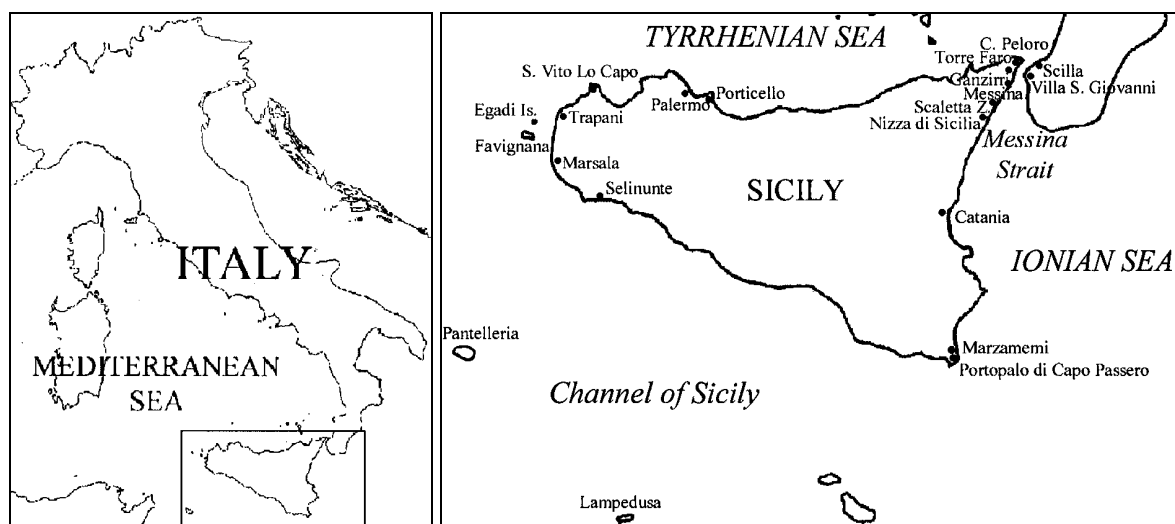 ITALY
MEDITERRANEAN
SEA
TYRRHENIAN SEA
C. Peloro
Torre Faro
Scilla
Ganzirri
Villa S. Giovanni
S. Vito Lo Capo
Messina
Palermo
Porticello
Egadi Is.
Trapani
Scaletta Z.
Nizza di Sicilia
Favignana
Messina
Strait
Marsala
Selinunte
SICILY
Catania
IONIAN SEA
Pantelleria
Marzamemi
Portopalo di Capo Passero
Channel of Sicily
Lampedusa